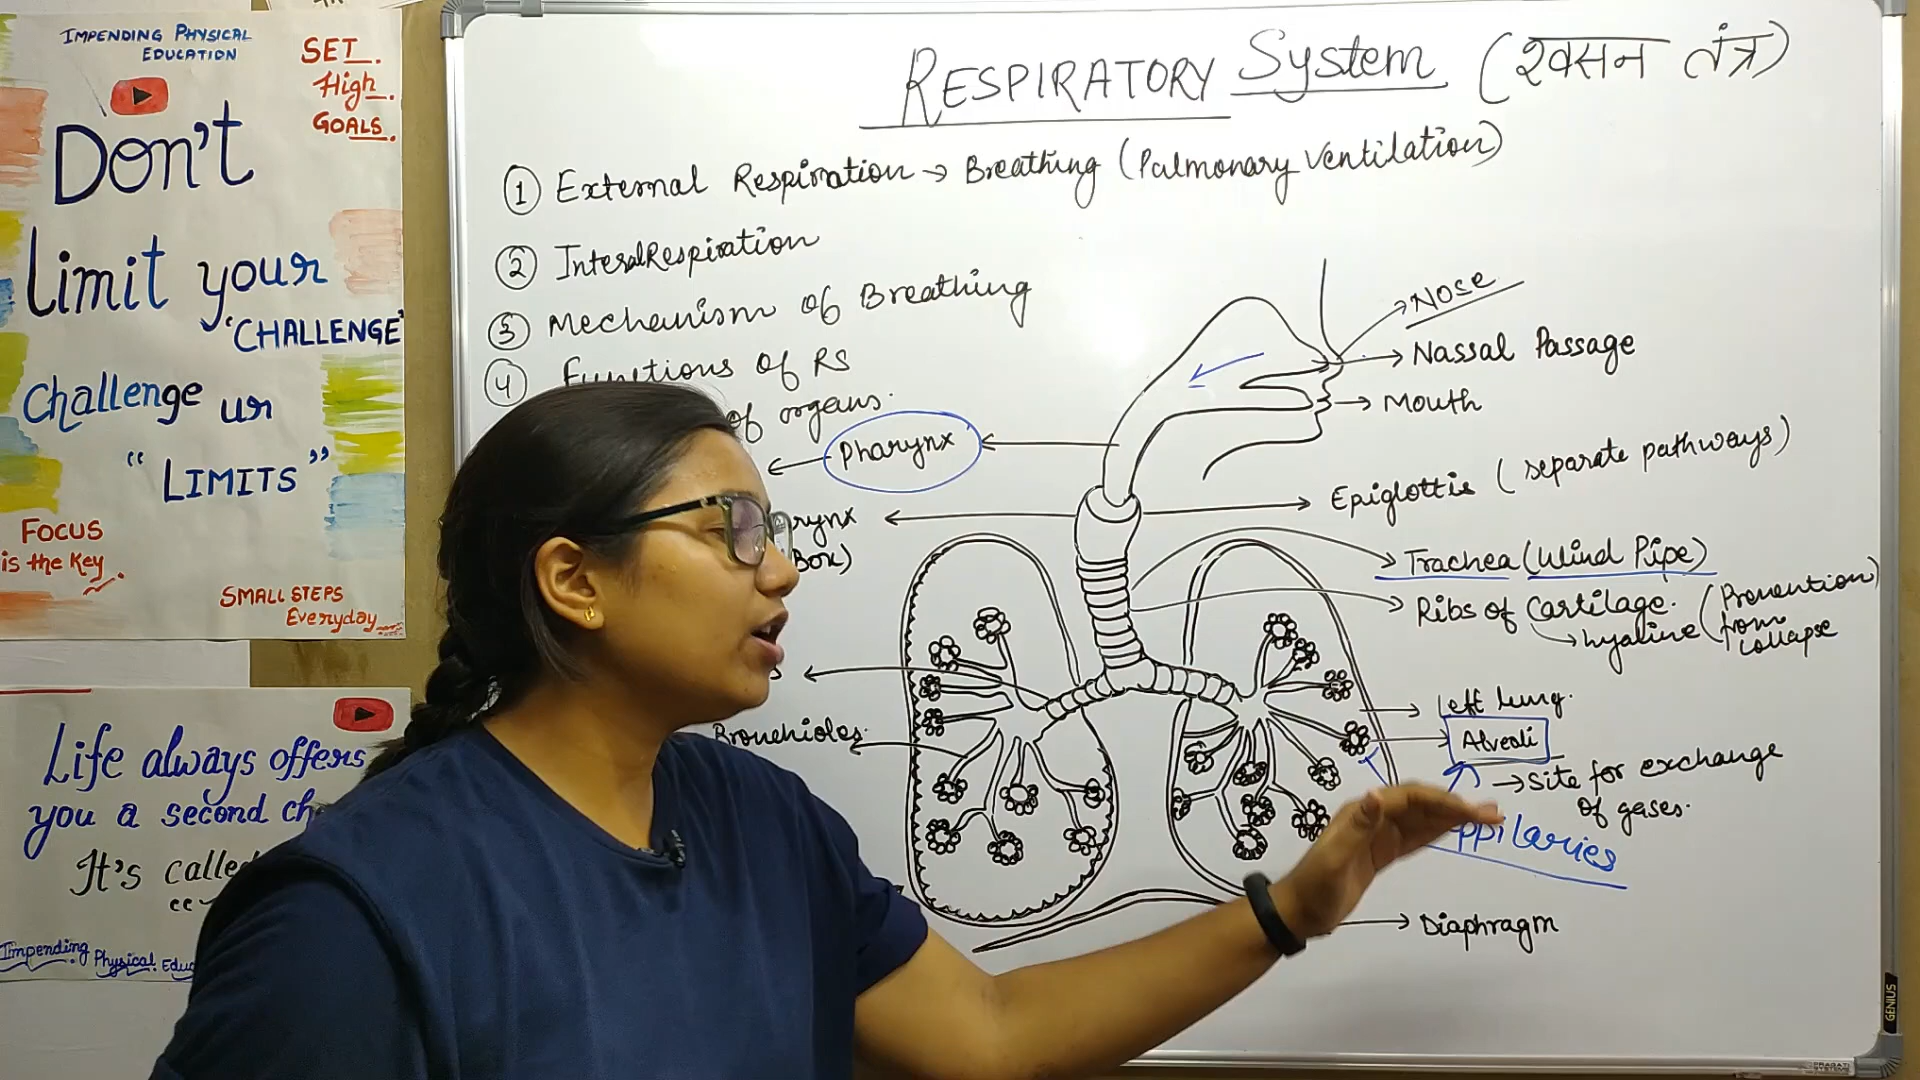 IMPENDING PHYSICAL
EDUCATION
SET
High
GOALS.
Don't
Limit your
'CHALLENGE'
Challenge ur
"LIMITS"
FOCUS
is the Key
SMALL STEPS
Everyday
Life always offers
you a second
It's called
Impending Physical
RESPIRATORY System (श्वसन तंत्र)
① External Respiration → Breathing (Pulmonary Ventilation)
② InteralRespiration
③ Mechanism of Breathing
④ Functions of RS
of organs.
Nose
Nassal Passage
Mouth
Pharynx
Epiglottis (separate pathways)
Box)
Trachea (Wind Pipe)
Ribs of Cartilage. (Prevention
from
collapse)
hyaline
Left lung.
Bronchioles.
Alveoli
→ Site for exchange
of gases.
Diaphragm
GENIUS